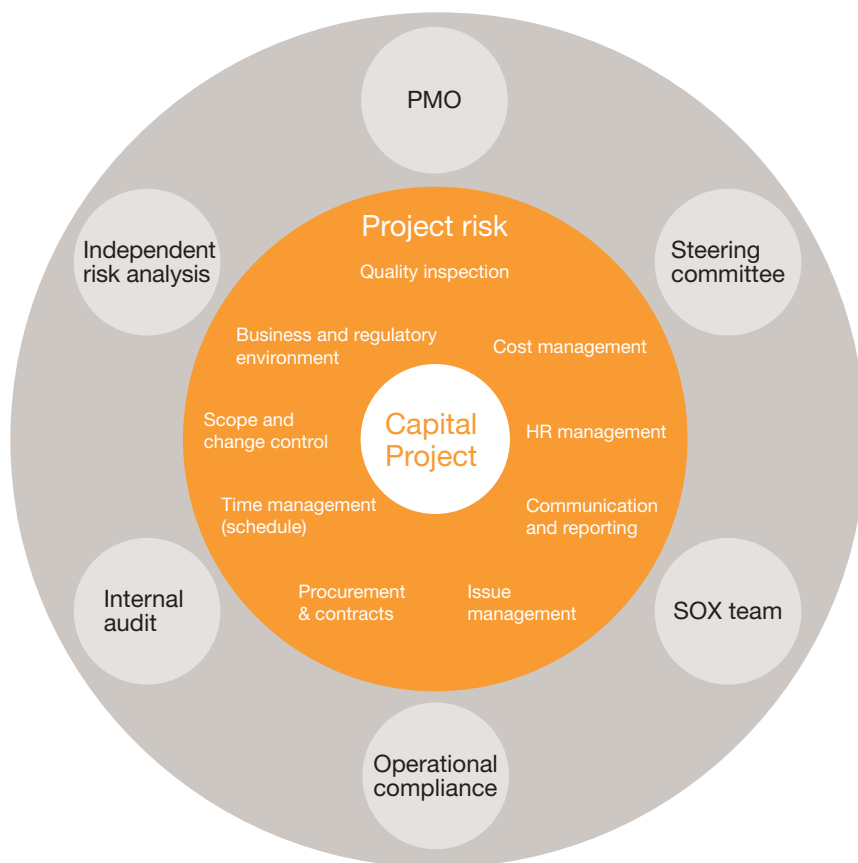 PMO
Independent
risk analysis
Steering
committee
Project risk
Quality inspection
Business and regulatory
environment
Cost management
Scope and
change control
Capital
Project
HR management
Time management
(schedule)
Communication
and reporting
Procurement
& contracts
Issue
management
Internal
audit
SOX team
Operational
compliance